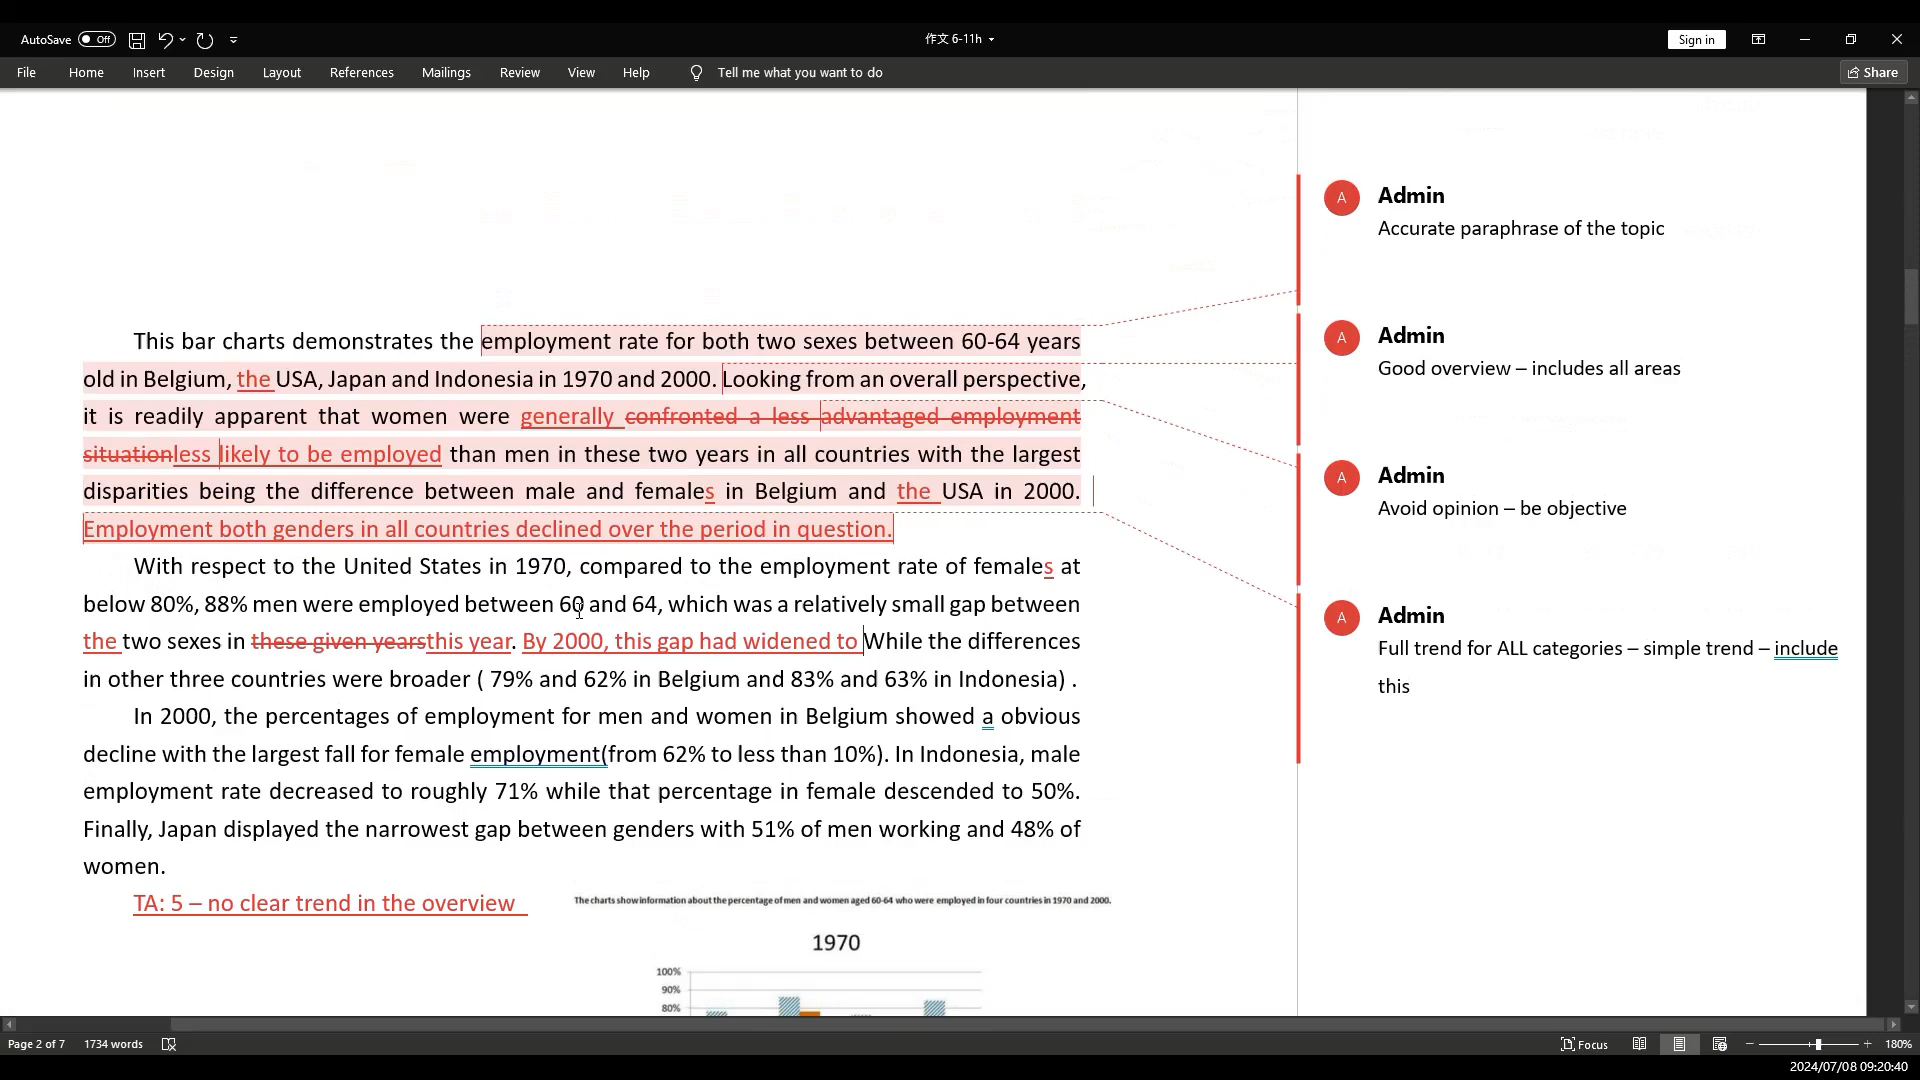 AutoSave Off 作文 6-11h Sign in
File Home Insert Design Layout References Mailings Review View Help Tell me what you want to do Share
This bar charts demonstrates the employment rate for both two sexes between 60-64 years
old in Belgium, the USA, Japan and Indonesia in 1970 and 2000. Looking from an overall perspective,
it is readily apparent that women were generally confronted a less advantaged employment
situationless likely to be employed than men in these two years in all countries with the largest
disparities being the difference between male and females in Belgium and the USA in 2000.
Employment both genders in all countries declined over the period in question.
With respect to the United States in 1970, compared to the employment rate of females at
below 80%, 88% men were employed between 60 and 64, which was a relatively small gap between
the two sexes in these given yearsthis year. By 2000, this gap had widened to While the differences
in other three countries were broader ( 79% and 62% in Belgium and 83% and 63% in Indonesia) .
In 2000, the percentages of employment for men and women in Belgium showed a obvious
decline with the largest fall for female employment(from 62% to less than 10%). In Indonesia, male
employment rate decreased to roughly 71% while that percentage in female descended to 50%.
Finally, Japan displayed the narrowest gap between genders with 51% of men working and 48% of
women.
TA: 5 – no clear trend in the overview
The charts show information about the percentage of men and women aged 60-64 who were employed in four countries in 1970 and 2000.
1970
100%
90%
80%
A Admin
Accurate paraphrase of the topic
A Admin
Good overview – includes all areas
A Admin
Avoid opinion – be objective
A Admin
Full trend for ALL categories – simple trend – include
this
Page 2 of 7 1734 words Focus 180%
2024/07/08 09:20:40